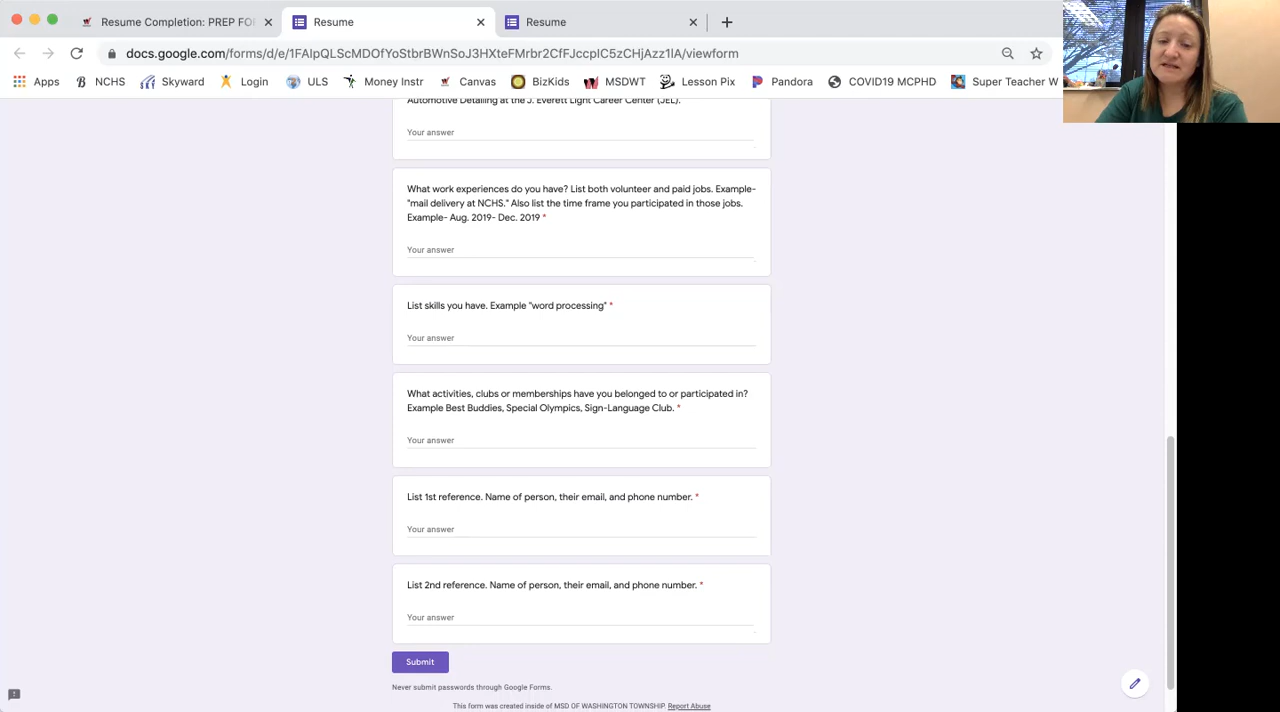 Resume Completion: PREP FOR
Resume
Resume
docs.google.com/forms/d/e/1FAIpQLScMDOfYoStbrBWnSoJ3HXteFMrbr2CfFJccpIC5zCHjAzz1IA/viewform
Apps
NCHS
Skyward
Login
ULS
Money Inst
Canvas
BizKids
MSDWT
Lesson Pix
Pandora
COVID19 MCPHD
Super Teacher W
Automotive Detailing at the J. Everett Light Career Center (JEL).
Your answer
What work experiences do you have? List both volunteer and paid jobs. Example-
"mail delivery at NCHS." Also list the time frame you participated in those jobs.
Example- Aug. 2019- Dec. 2019 *
Your answer
List skills you have. Example "word processing" *
Your answer
What activities, clubs or memberships have you belonged to or participated in?
Example Best Buddies, Special Olympics, Sign-Language Club. *
Your answer
List 1st reference. Name of person, their email, and phone number. *
Your answer
List 2nd reference. Name of person, their email, and phone number. *
Your answer
Submit
Never submit passwords through Google Forms.
This form was created inside of MSD OF WASHINGTON TOWNSHIP. Report Abuse